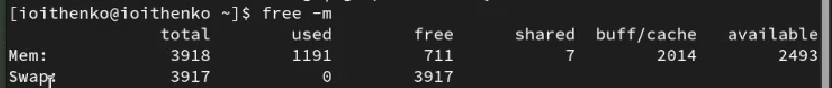 [ioithenko@ioithenko ~]$ free -m
total used free shared buff/cache available
Mem: 3918 1191 711 7 2014 2493
Swap: 3917 0 3917